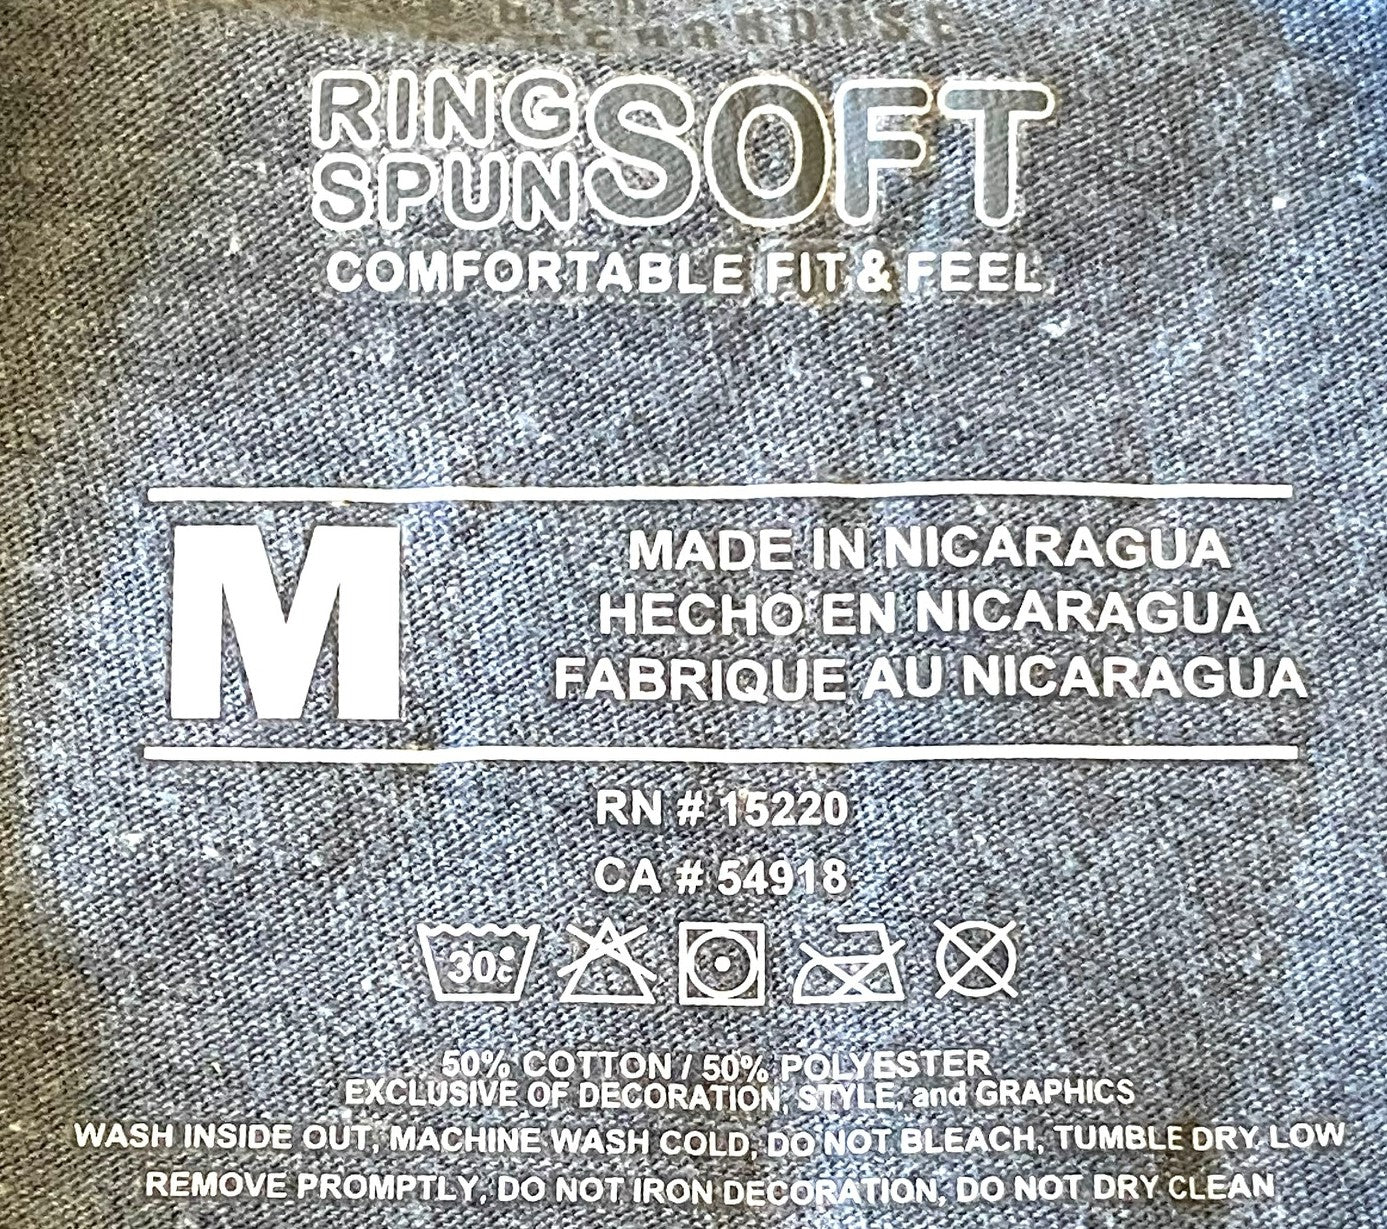 RING SPUN SOFT
COMFORTABLE FIT & FEEL
M
MADE IN NICARAGUA
HECHO EN NICARAGUA
FABRIQUE AU NICARAGUA
RN # 15220
CA # 54918
30°c
50% COTTON / 50% POLYESTER
EXCLUSIVE OF DECORATION, STYLE, and GRAPHICS
WASH INSIDE OUT, MACHINE WASH COLD, DO NOT BLEACH, TUMBLE DRY LOW
REMOVE PROMPTLY, DO NOT IRON DECORATION, DO NOT DRY CLEAN